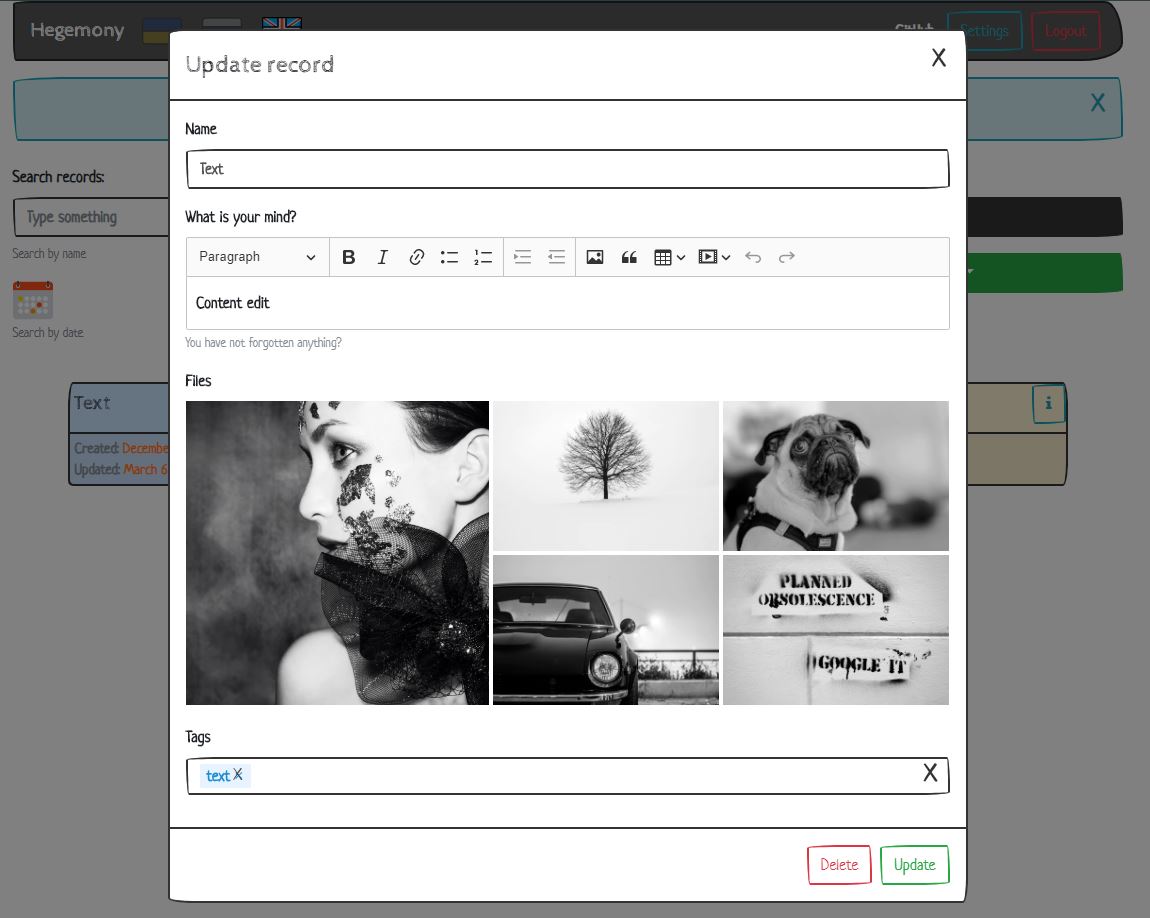 Hegemony
Settings Logout
Update record X
X
Name
Text
Search records:
Type something
Search by name
Search by date
What is your mind?
Paragraph B I
Content edit
You have not forgotten anything?
Files
PLANNED
OBSOLESCENCE
GOOGLE IT
Text
Created: Decembe
Updated: March 6
i
Tags
text X X
Delete Update